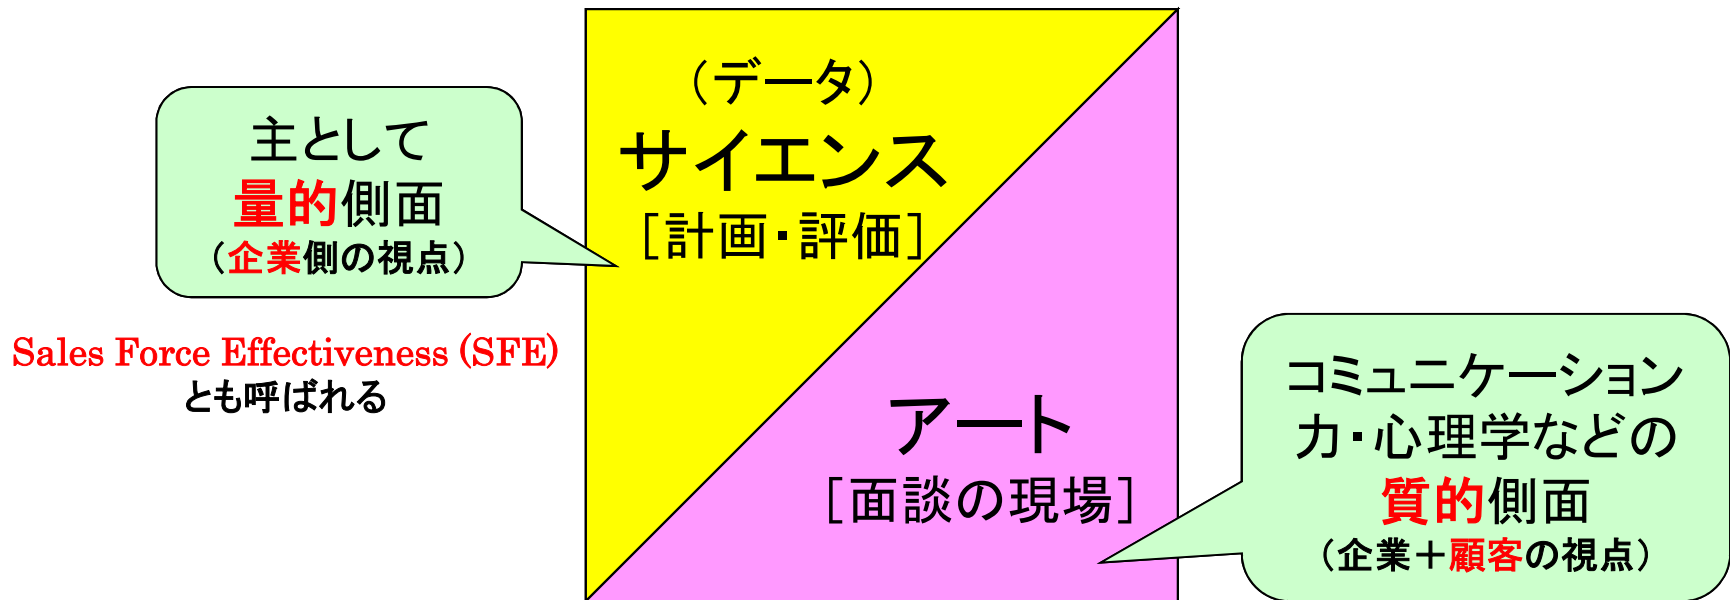 主として
量的側面
（企業側の視点）
Sales Force Effectiveness (SFE)
とも呼ばれる
（データ）
サイエンス
［計画・評価］
アート
［面談の現場］
コミュニケーション
力・心理学などの
質的側面
（企業＋顧客の視点）